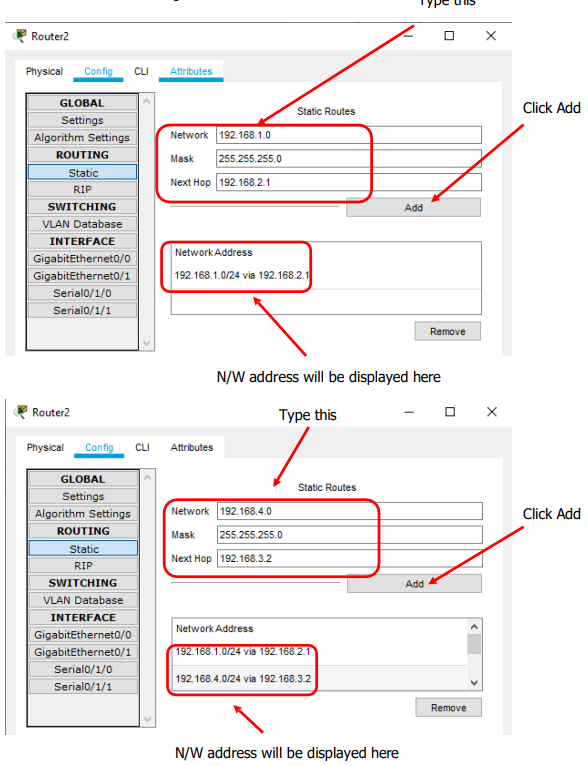 Type this
Router2
Physical Config CLI Attributes
GLOBAL
Settings
Algorithm Settings
ROUTING
Static
RIP
SWITCHING
VLAN Database
INTERFACE
GigabitEthernet0/0
GigabitEthernet0/1
Serial0/1/0
Serial0/1/1
Static Routes
Network 192.168.1.0
Mask 255.255.255.0
Next Hop 192.168.2.1
Add
Click Add
Network Address
192.168.1.0/24 via 192.168.2.1
Remove
N/W address will be displayed here
Router2
Type this
Physical Config CLI Attributes
GLOBAL
Settings
Algorithm Settings
ROUTING
Static
RIP
SWITCHING
VLAN Database
INTERFACE
GigabitEthernet0/0
GigabitEthernet0/1
Serial0/1/0
Serial0/1/1
Static Routes
Network 192.168.4.0
Mask 255.255.255.0
Next Hop 192.168.3.2
Add
Click Add
Network Address
192.168.1.0/24 via 192.168.2.1
192.168.4.0/24 via 192.168.3.2
Remove
N/W address will be displayed here